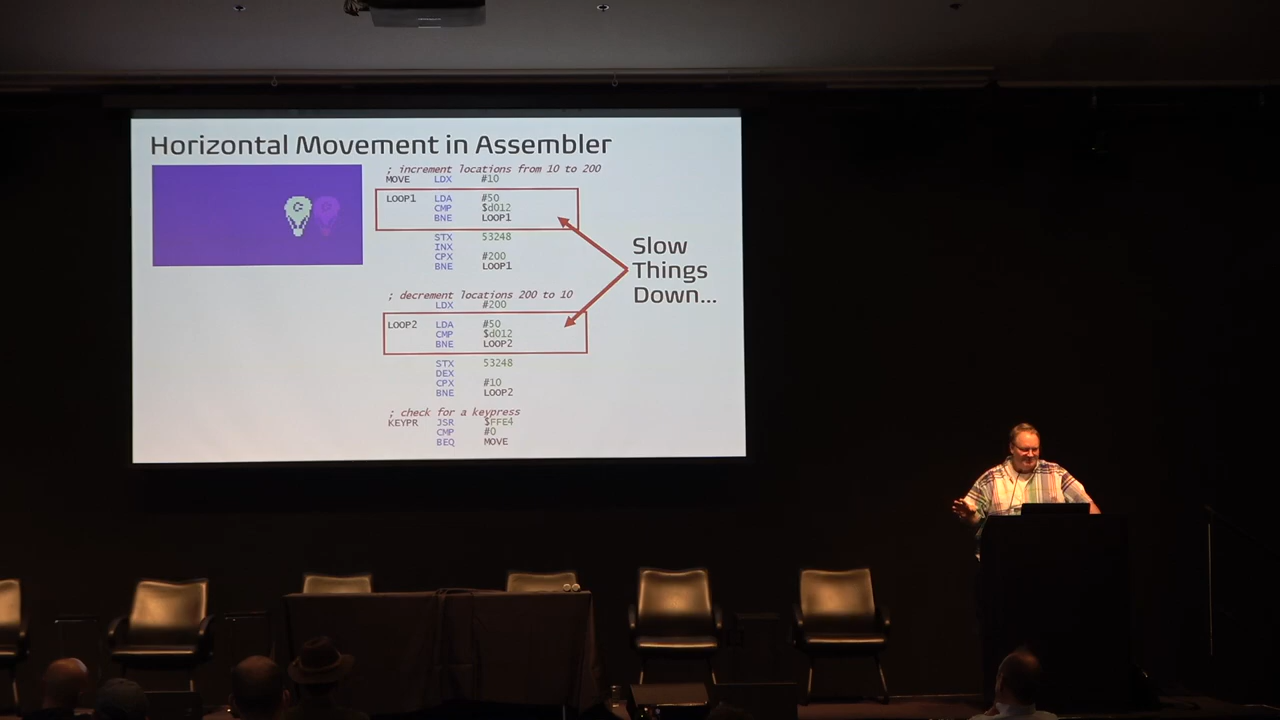 Horizontal Movement in Assembler
; increment locations from 10 to 200
MOVE LDX #10
LOOP1 LDA #50
CMP $d012
BNE LOOP1
STX 53248
INX
CPX #200
BNE LOOP1
; decrement locations 200 to 10
LDX #200
LOOP2 LDA #50
CMP $d012
BNE LOOP2
STX 53248
DEX
CPX #10
BNE LOOP2
; check for a keypress
KEYPR JSR $FFE4
CMP #0
BEQ MOVE
Slow
Things
Down...